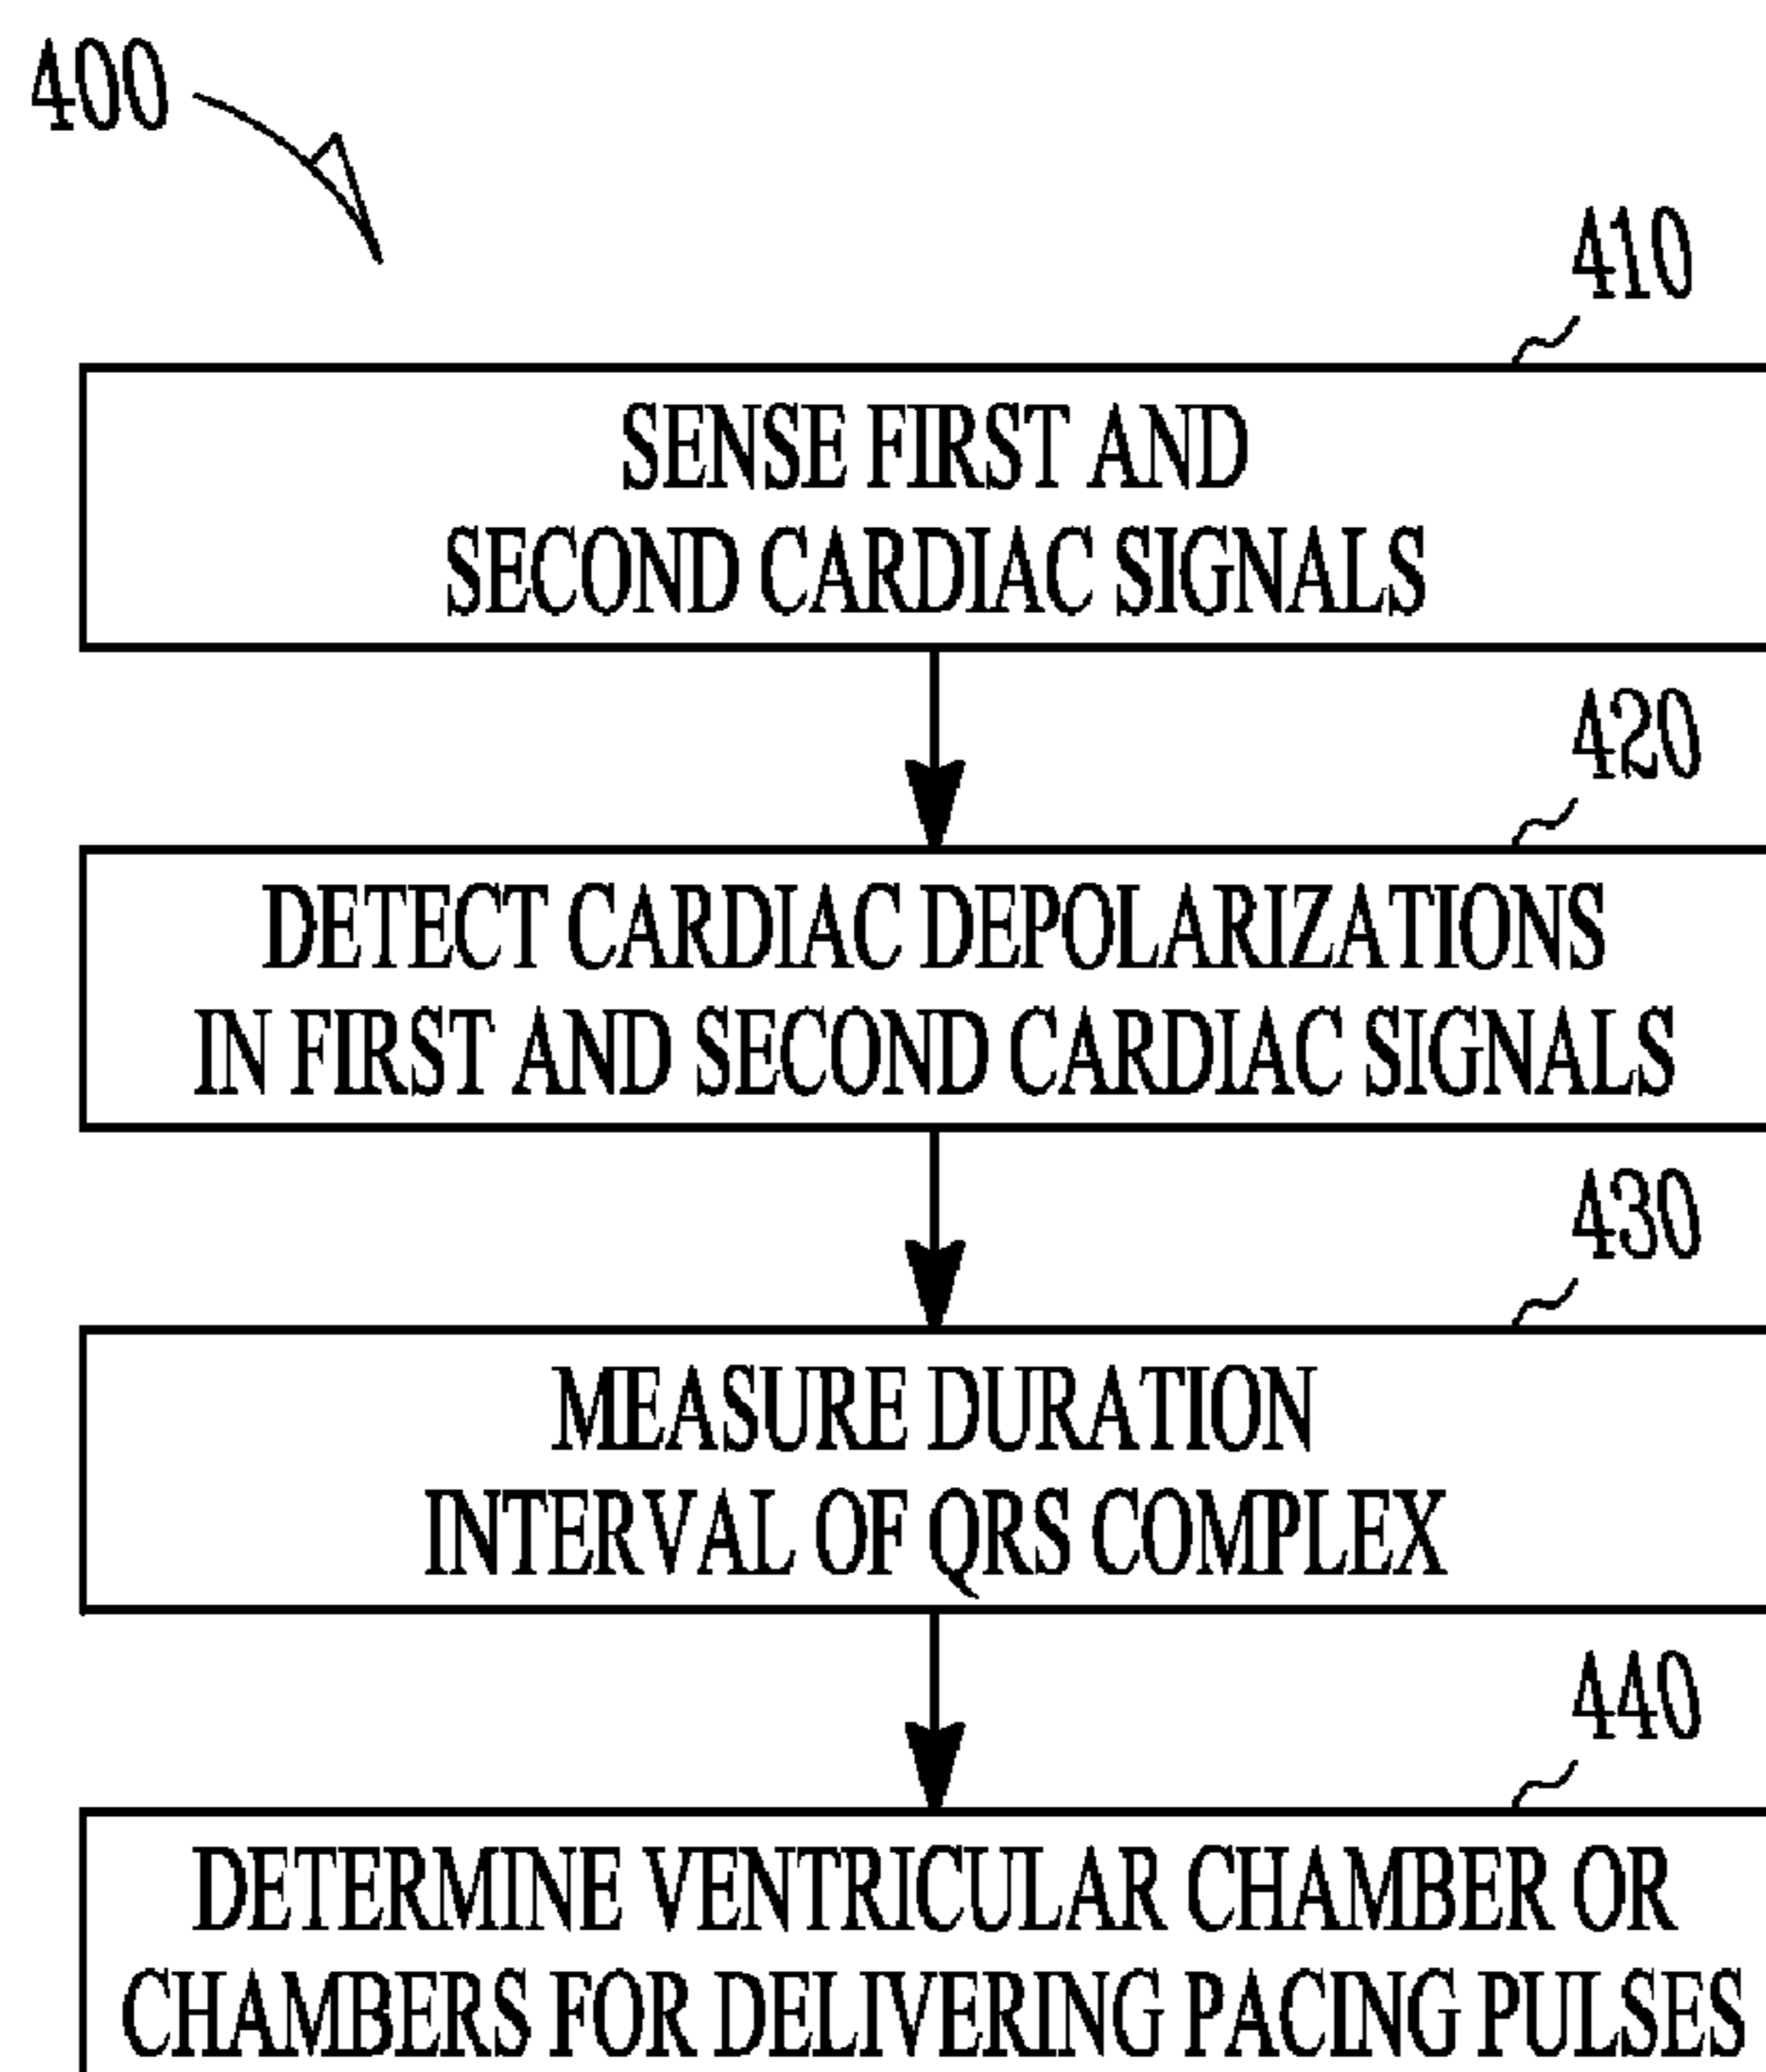 400
410
SENSE FIRST AND
SECOND CARDIAC SIGNALS
420
DETECT CARDIAC DEPOLARIZATIONS
IN FIRST AND SECOND CARDIAC SIGNALS
430
MEASURE DURATION
INTERVAL OF QRS COMPLEX
440
DETERMINE VENTRICULAR CHAMBER OR
CHAMBERS FOR DELIVERING PACING PULSES